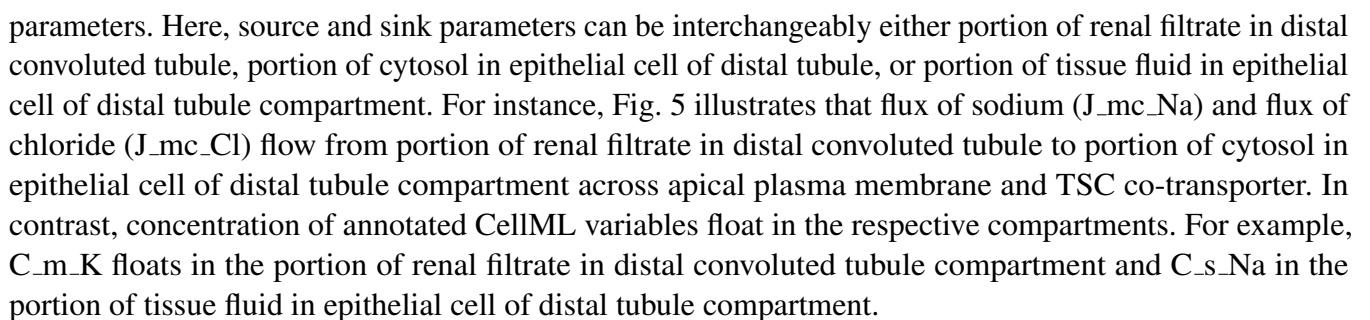 parameters. Here, source and sink parameters can be interchangeably either portion of renal filtrate in distal
convoluted tubule, portion of cytosol in epithelial cell of distal tubule, or portion of tissue fluid in epithelial
cell of distal tubule compartment. For instance, Fig. 5 illustrates that flux of sodium (J_mc_Na) and flux of
chloride (J_mc_Cl) flow from portion of renal filtrate in distal convoluted tubule to portion of cytosol in
epithelial cell of distal tubule compartment across apical plasma membrane and TSC co-transporter. In
contrast, concentration of annotated CellML variables float in the respective compartments. For example,
C_m_K floats in the portion of renal filtrate in distal convoluted tubule compartment and C_s_Na in the
portion of tissue fluid in epithelial cell of distal tubule compartment.